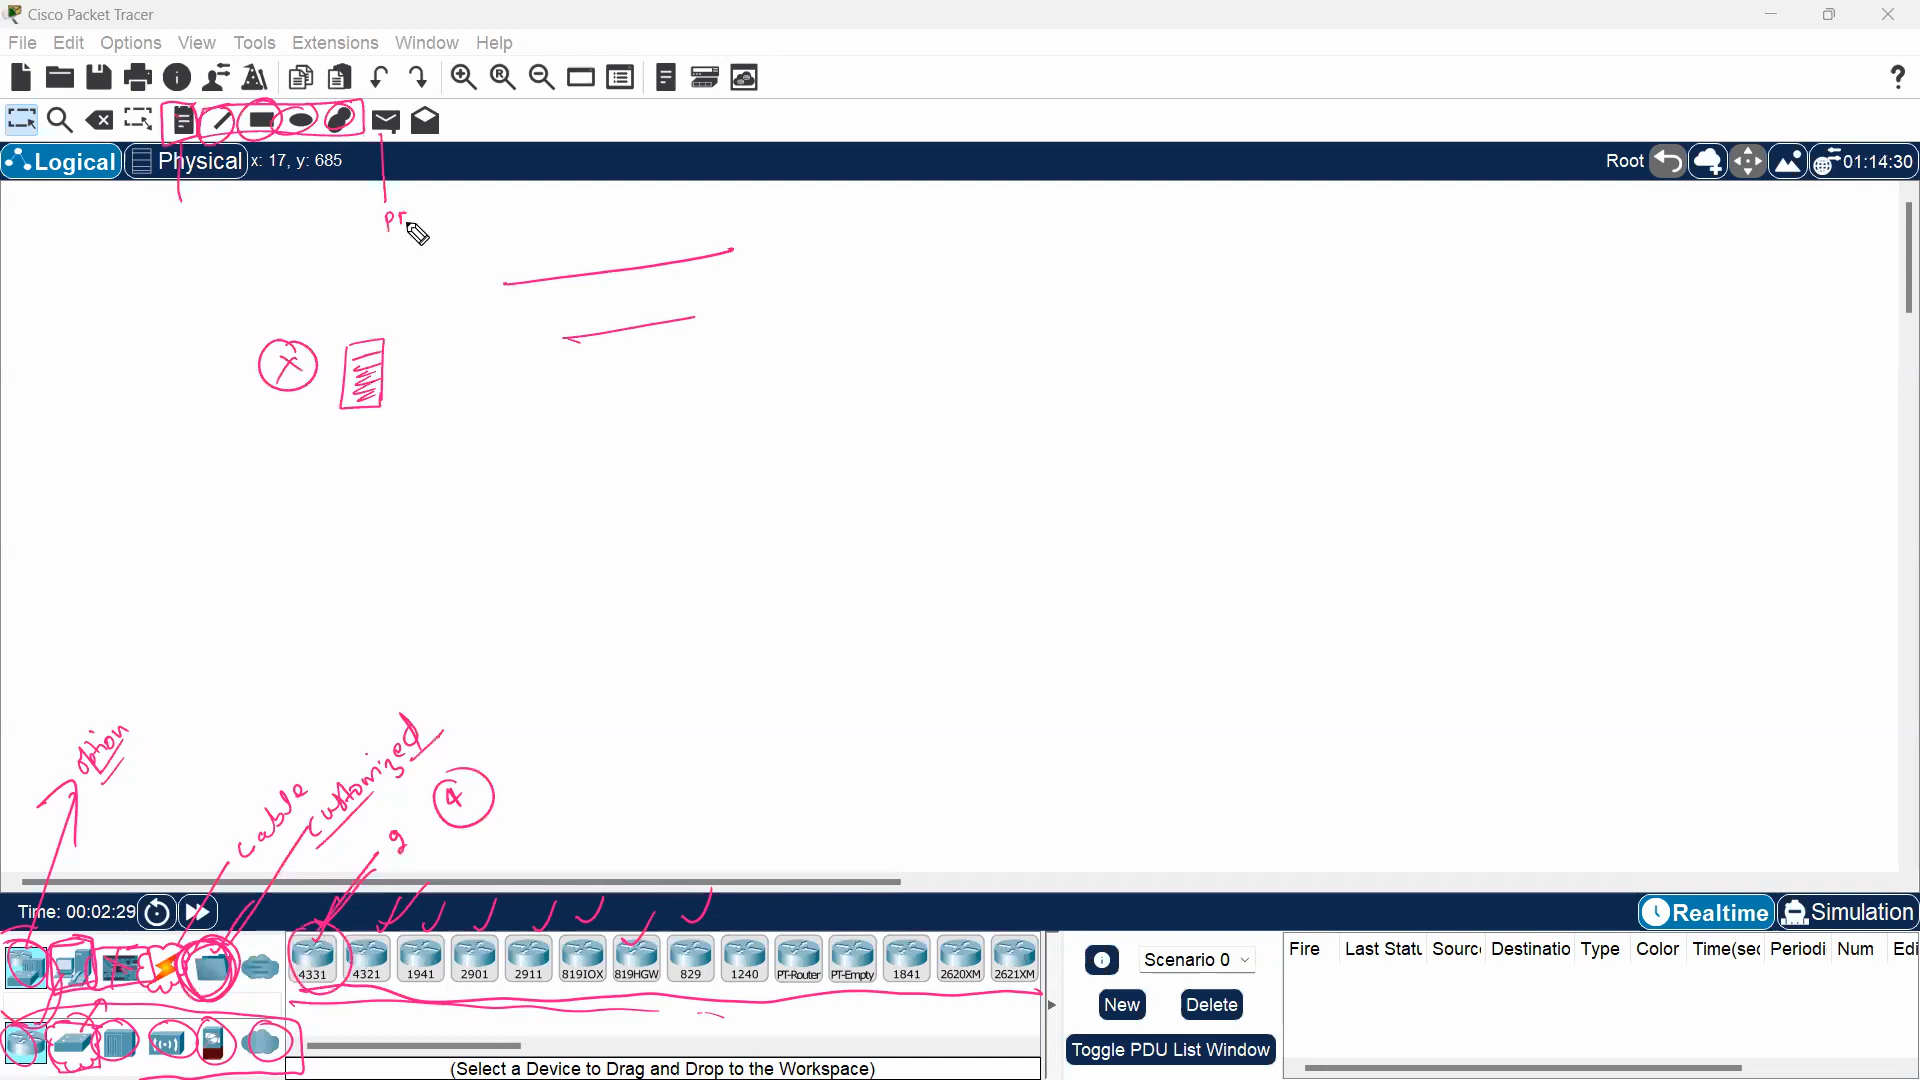 Cisco Packet Tracer
File Edit Options View Tools Extensions Window Help
Logical Physical x: 17, y: 685 Root 01:14:30
pr
X
option
cable
customized
9
4
Time: 00:02:29 Realtime Simulation
4331 4321 1941 2901 2911 819IOX 819HGW 829 1240 PT-Router PT-Empty 1841 2620XM 2621XM
Scenario 0
New Delete
Toggle PDU List Window
Fire Last Statu Sourc Destinatio Type Color Time(sec Periodi Num Edi
(Select a Device to Drag and Drop to the Workspace)